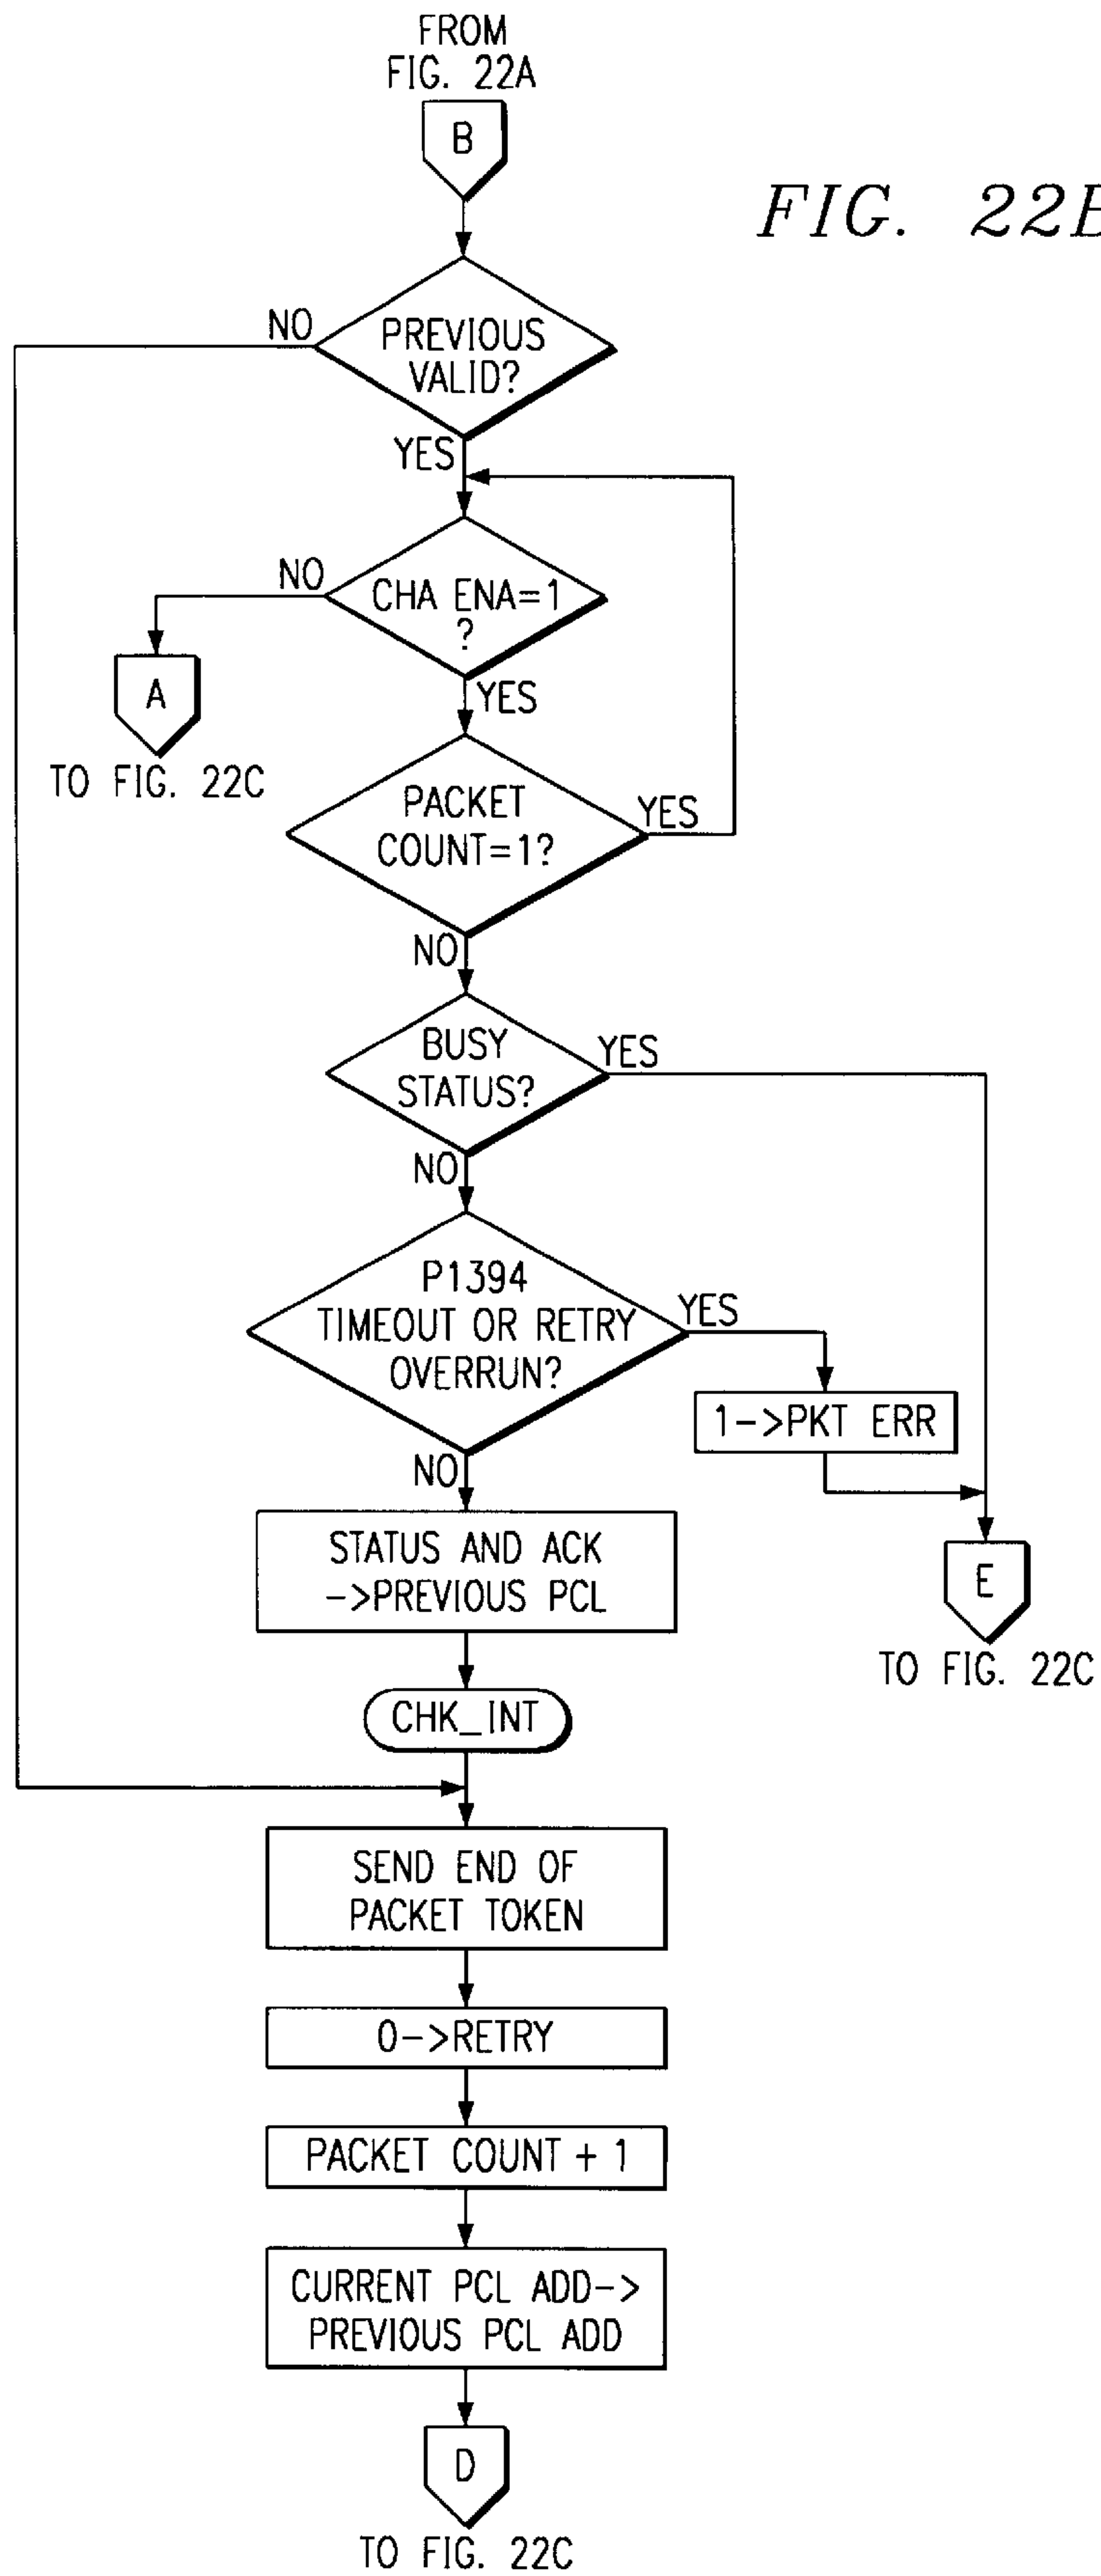 FROM
FIG. 22A
B
FIG. 22B
NO
PREVIOUS
VALID?
YES
NO
CHA ENA=1
?
A
YES
TO FIG. 22C
PACKET
COUNT=1?
YES
NO
BUSY
STATUS?
YES
NO
P1394
TIMEOUT OR RETRY
OVERRUN?
YES
1->PKT ERR
NO
STATUS AND ACK
->PREVIOUS PCL
E
TO FIG. 22C
CHK_INT
SEND END OF
PACKET TOKEN
0->RETRY
PACKET COUNT + 1
CURRENT PCL ADD->
PREVIOUS PCL ADD
D
TO FIG. 22C